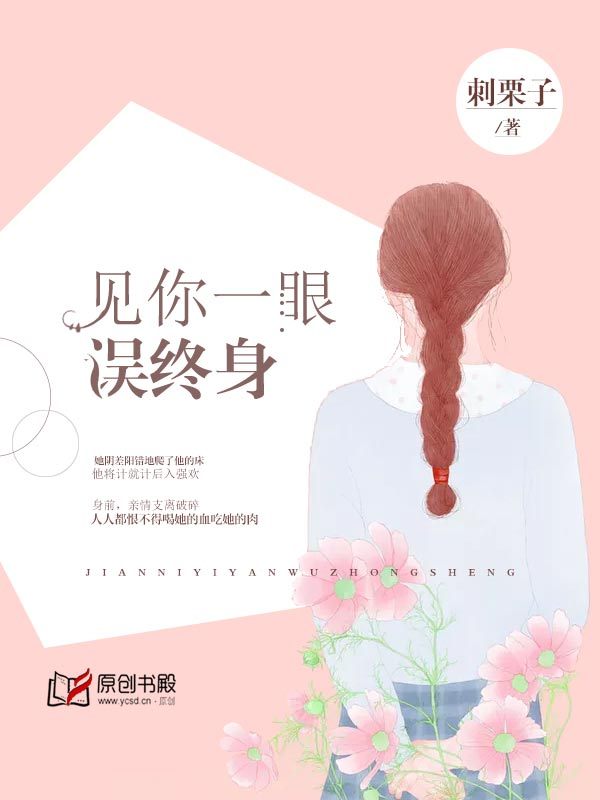 刺栗子
/著
见你一眼
误终身
她阴差阳错地爬了他的床
他将计就计后入强欢
身前，亲情支离破碎
人人都恨不得喝她的血吃她的肉
JIANNIYIYANWUZHONGSHENG
原创书殿
www.ycsd.cn·原创